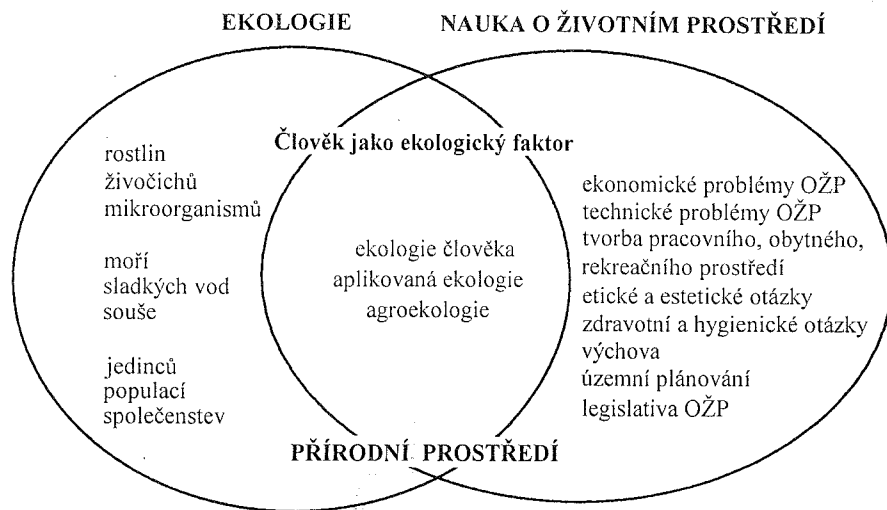 EKOLOGIE
NAUKA O ŽIVOTNÍM PROSTŘEDÍ
Člověk jako ekologický faktor
rostlin
živočichů
mikroorganismů
moří
sladkých vod
souše
jedinců
populací
společenstev
ekologie člověka
aplikovaná ekologie
agroekologie
ekonomické problémy OŽP
technické problémy OŽP
tvorba pracovního, obytného,
rekreačního prostředí
etické a estetické otázky
zdravotní a hygienické otázky
výchova
územní plánování
legislativa OŽP
PŘÍRODNÍ PROSTŘEDÍ